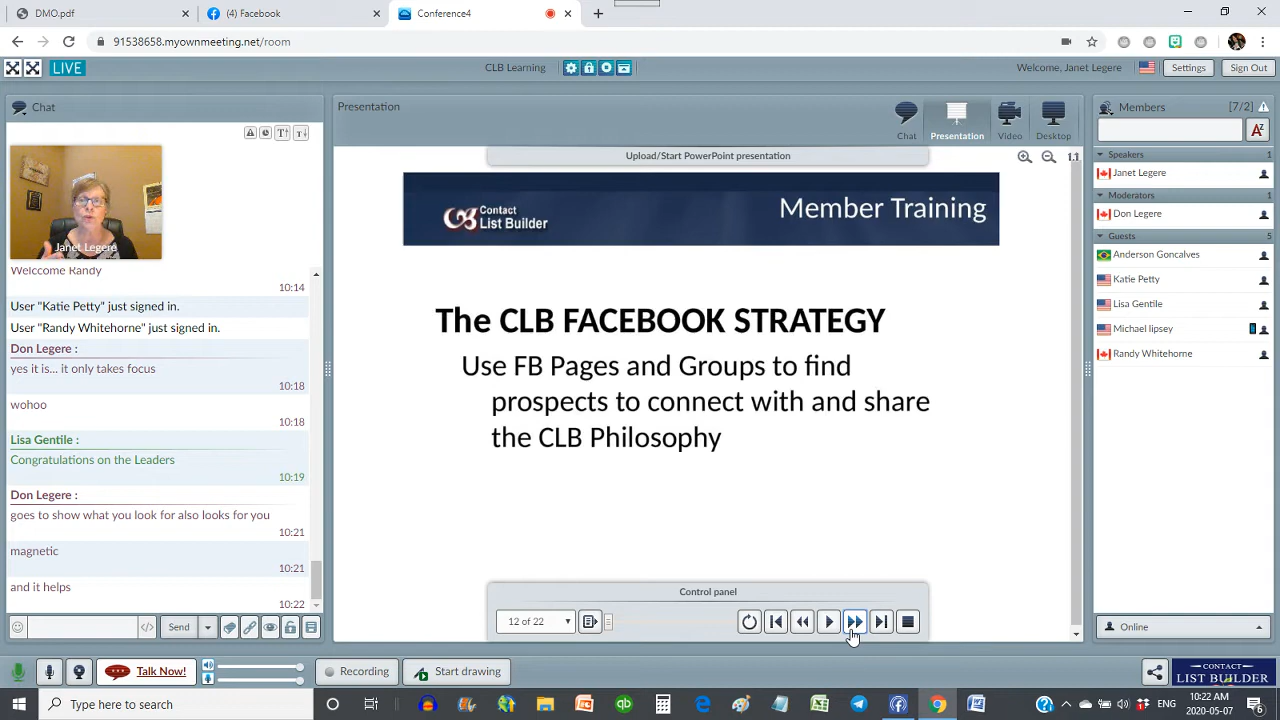 DMO.pdf
(4) Facebook
Conference4
91538658.myownmeeting.net/room
LIVE
CLB Learning
Welcome, Janet Legere
Settings
Sign Out
Chat
Janet Legere
Welccome Randy
10:14
User "Katie Petty" just signed in.
User "Randy Whitehorne" just signed in.
Don Legere :
yes it is... it only takes focus
10:18
wohoo
10:18
Lisa Gentile :
Congratulations on the Leaders
10:19
Don Legere :
goes to show what you look for also looks for you
10:21
magnetic
10:21
and it helps
10:22
Send
Presentation
Chat
Presentation
Video
Desktop
Upload/Start PowerPoint presentation
1:1
Contact
List Builder
Member Training
The CLB FACEBOOK STRATEGY
Use FB Pages and Groups to find
prospects to connect with and share
the CLB Philosophy
Control panel
12 of 22
Members
[7/2]
Speakers
1
Janet Legere
Moderators
1
Don Legere
Guests
5
Anderson Goncalves
Katie Petty
Lisa Gentile
Michael lipsey
Randy Whitehorne
Online
Talk Now!
Recording
Start drawing
CONTACT
LIST BUILDER
Type here to search
ENG
10:22 AM
2020-05-07